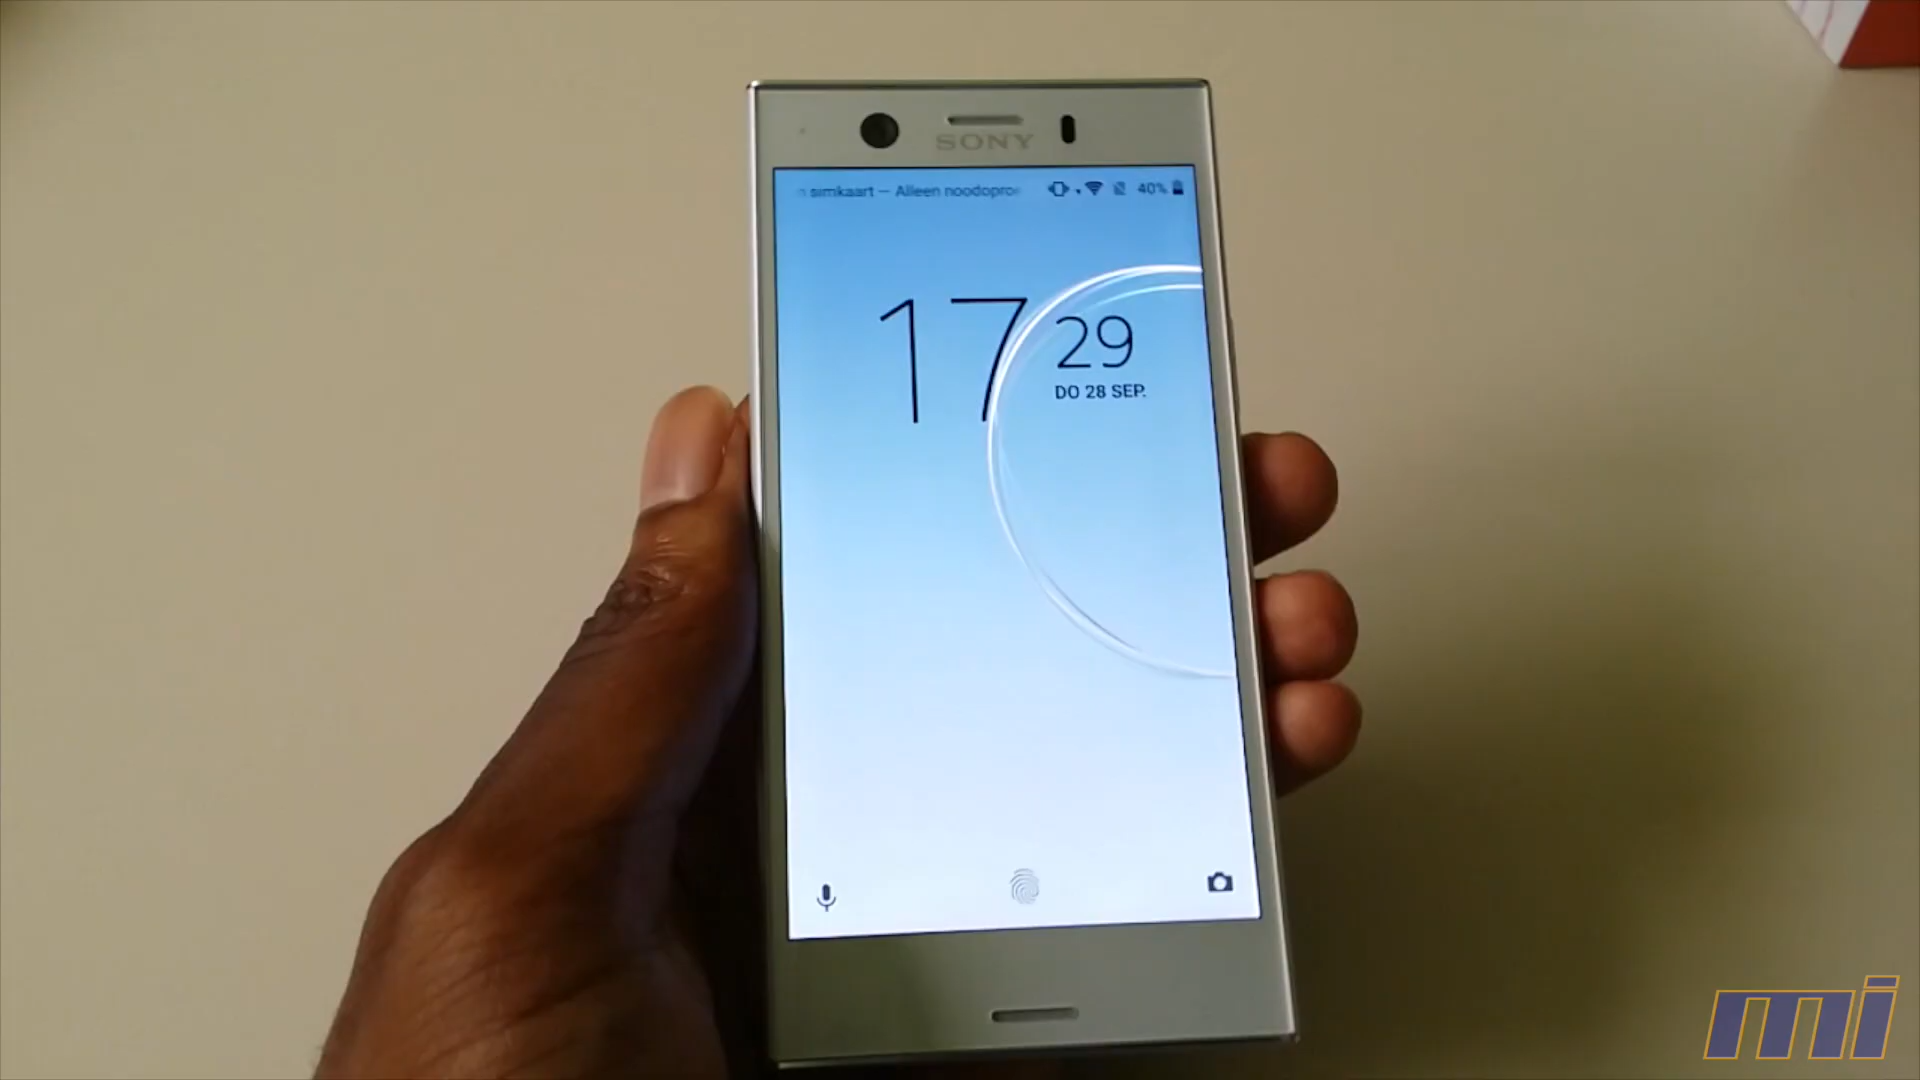 SONY
simkaart — Alleen noodopro
40%
17
29
DO 28 SEP.
mi